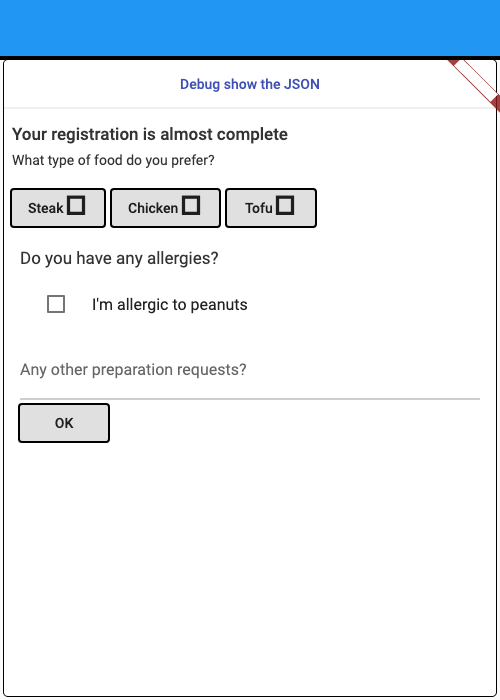 Debug show the JSON
Your registration is almost complete
What type of food do you prefer?
Steak Chicken Tofu
Do you have any allergies?
I'm allergic to peanuts
Any other preparation requests?
OK